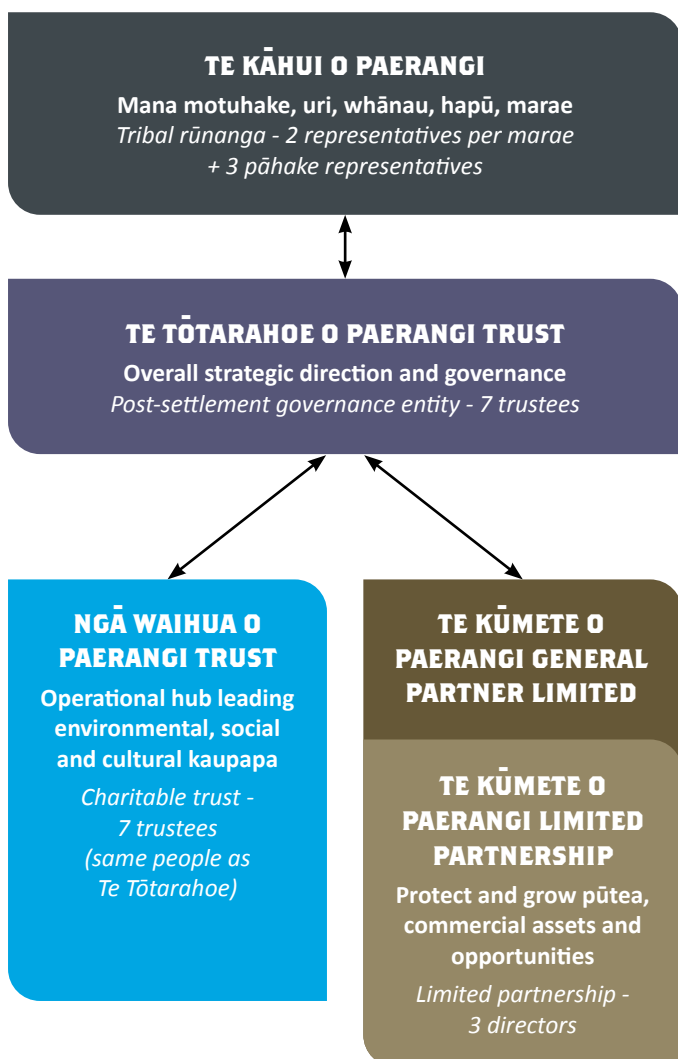 TE KĀHUI O PAERANGI
Mana motuhake, uri, whānau, hapū, marae
Tribal rūnanga - 2 representatives per marae
+ 3 pāhake representatives
TE TŌTARAHOE O PAERANGI TRUST
Overall strategic direction and governance
Post-settlement governance entity - 7 trustees
NGĀ WAIHUA O
PAERANGI TRUST
Operational hub leading
environmental, social
and cultural kaupapa
Charitable trust -
7 trustees
(same people as
Te Tōtarahoe)
TE KŪMETE O
PAERANGI GENERAL
PARTNER LIMITED
TE KŪMETE O
PAERANGI LIMITED
PARTNERSHIP
Protect and grow pūtea,
commercial assets and
opportunities
Limited partnership -
3 directors